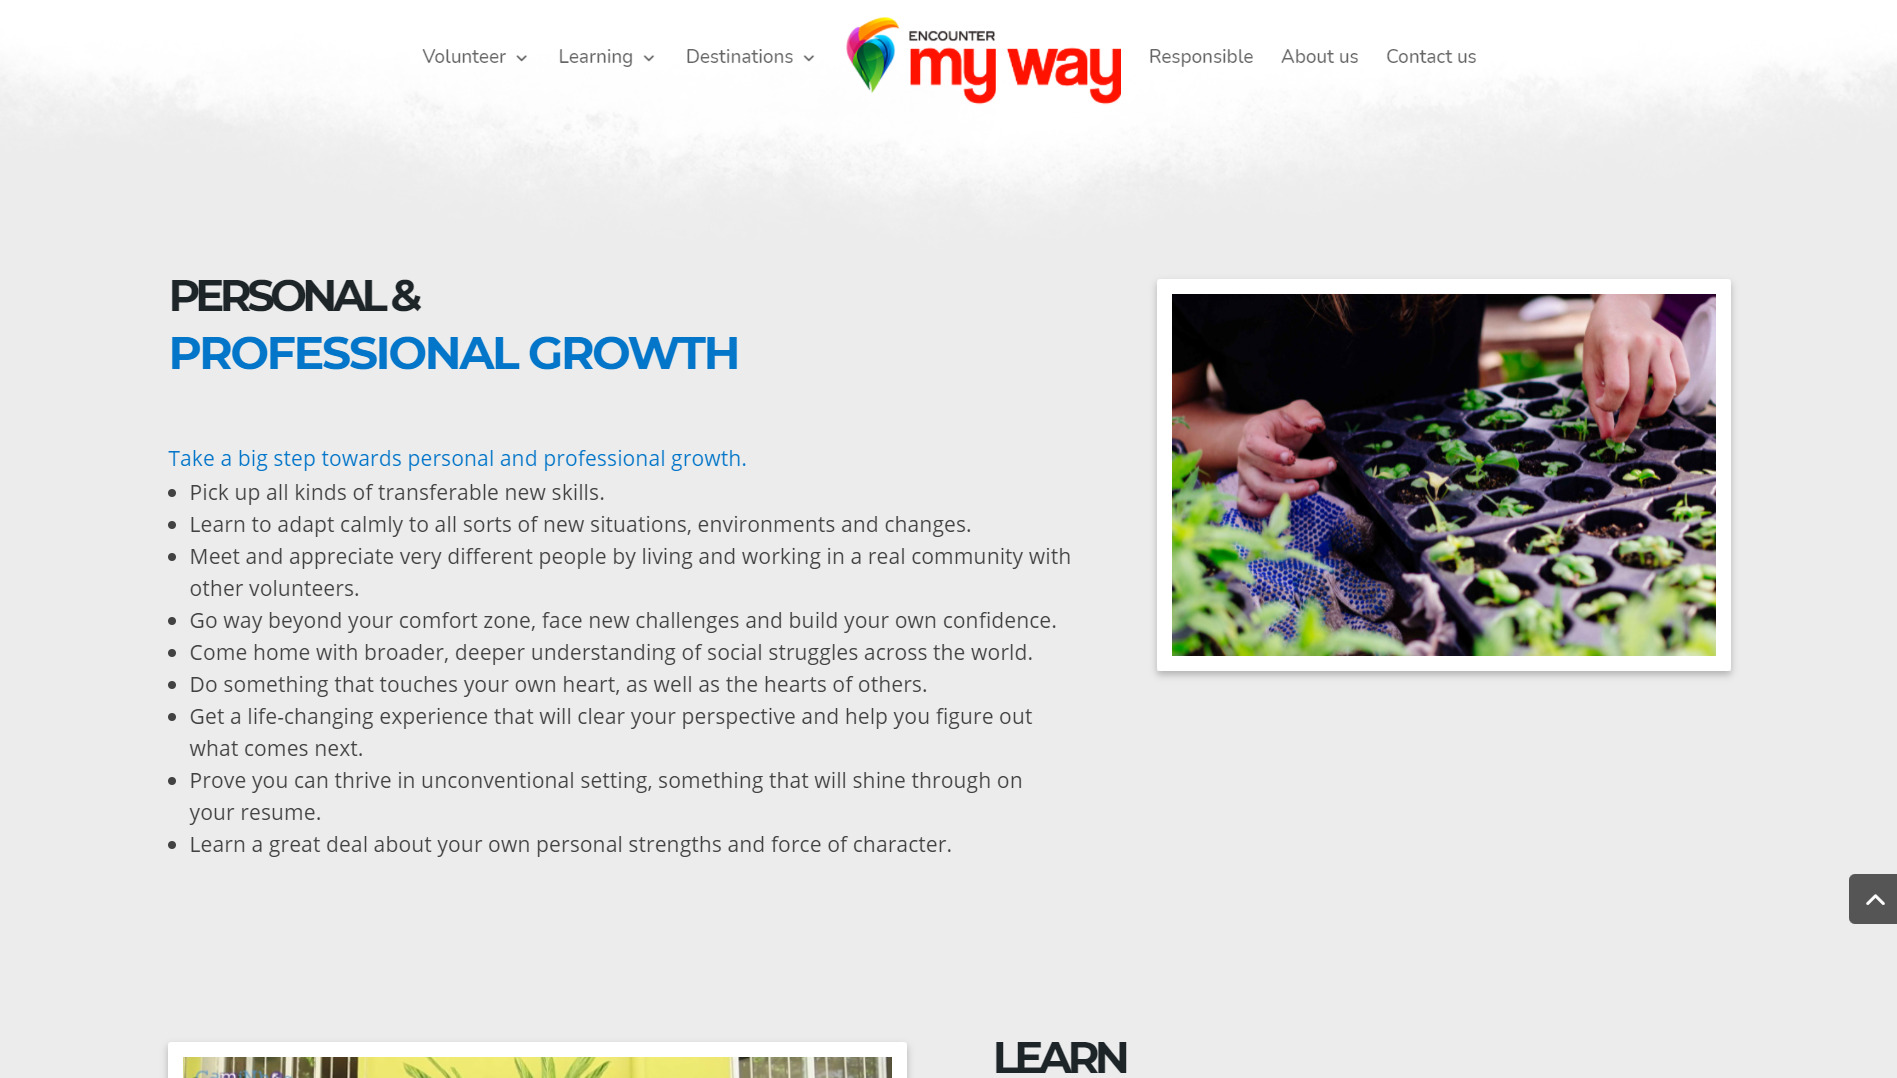 Volunteer
Learning
Destinations
ENCOUNTER
my way
Responsible
About us
Contact us
PERSONAL &
PROFESSIONAL GROWTH
Take a big step towards personal and professional growth.
• Pick up all kinds of transferable new skills.
• Learn to adapt calmly to all sorts of new situations, environments and changes.
• Meet and appreciate very different people by living and working in a real community with
other volunteers.
• Go way beyond your comfort zone, face new challenges and build your own confidence.
• Come home with broader, deeper understanding of social struggles across the world.
• Do something that touches your own heart, as well as the hearts of others.
• Get a life-changing experience that will clear your perspective and help you figure out
what comes next.
• Prove you can thrive in unconventional setting, something that will shine through on
your resume.
• Learn a great deal about your own personal strengths and force of character.
LEARN